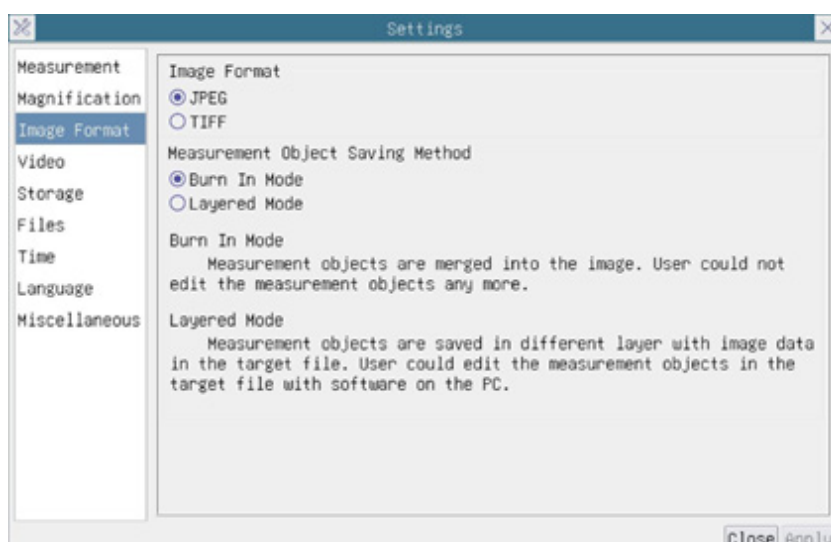 Settings
Measurement
Magnification
Image Format
Video
Storage
Files
Time
Language
Miscellaneous
Image Format
JPEG
TIFF
Measurement Object Saving Method
Burn In Mode
Layered Mode
Burn In Mode
Measurement objects are merged into the image. User could not
edit the measurement objects any more.
Layered Mode
Measurement objects are saved in different layer with image data
in the target file. User could edit the measurement objects in the
target file with software on the PC.
Close Apply